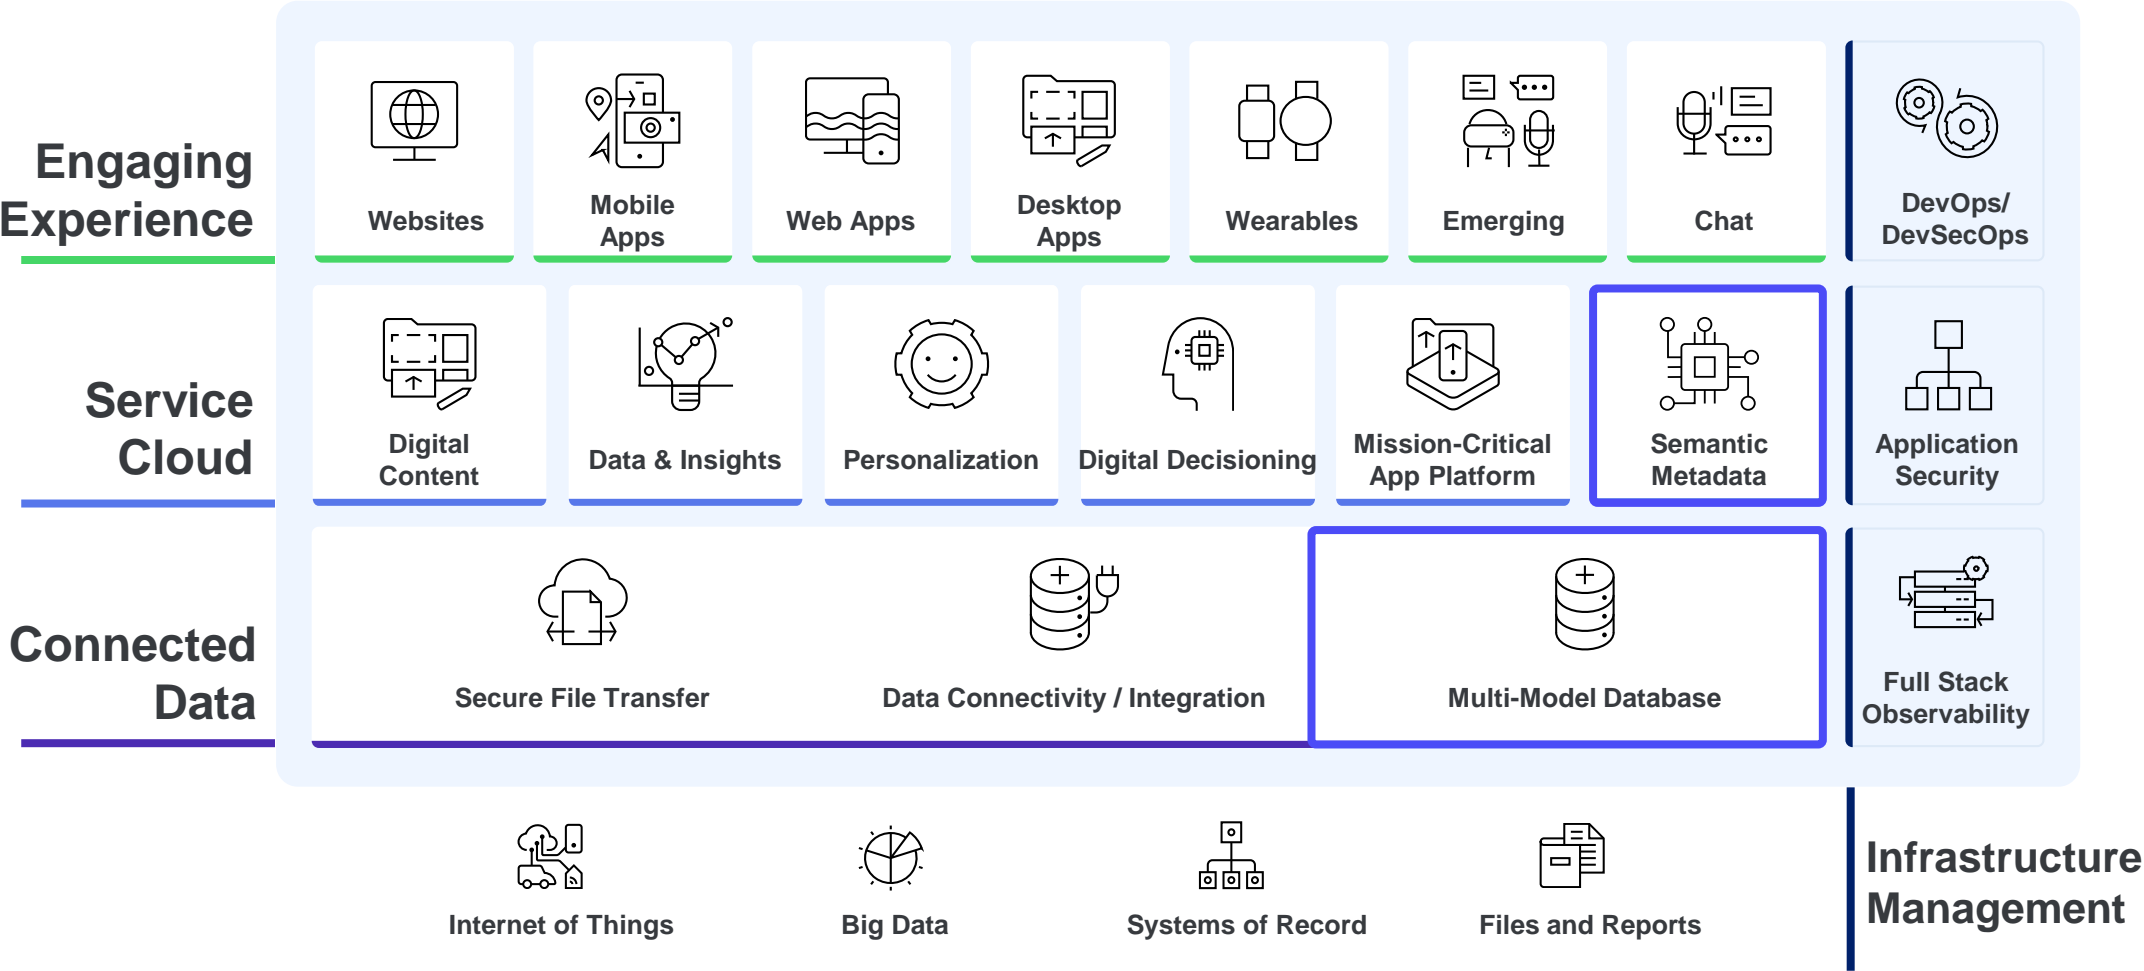 Engaging
Experience
Websites
Mobile
Apps
Web Apps
Desktop
Apps
Wearables
Emerging
Chat
DevOps/
DevSecOps
Service
Cloud
Digital
Content
Data & Insights
Personalization
Digital Decisioning
Mission-Critical
App Platform
Semantic
Metadata
Application
Security
Connected
Data
Secure File Transfer
Data Connectivity / Integration
Multi-Model Database
Full Stack
Observability
Internet of Things
Big Data
Systems of Record
Files and Reports
Infrastructure
Management